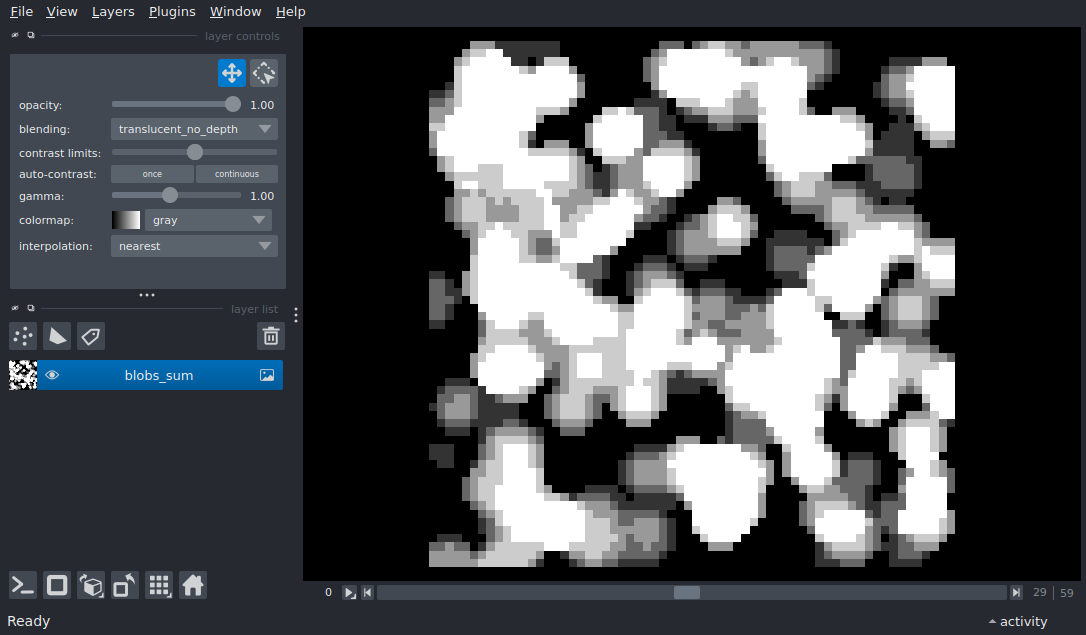 File View Layers Plugins Window Help
layer controls
opacity: 1.00
blending: translucent_no_depth
contrast limits:
auto-contrast: once continuous
gamma: 1.00
colormap: gray
interpolation: nearest
layer list
blobs_sum
0 29 59
Ready activity